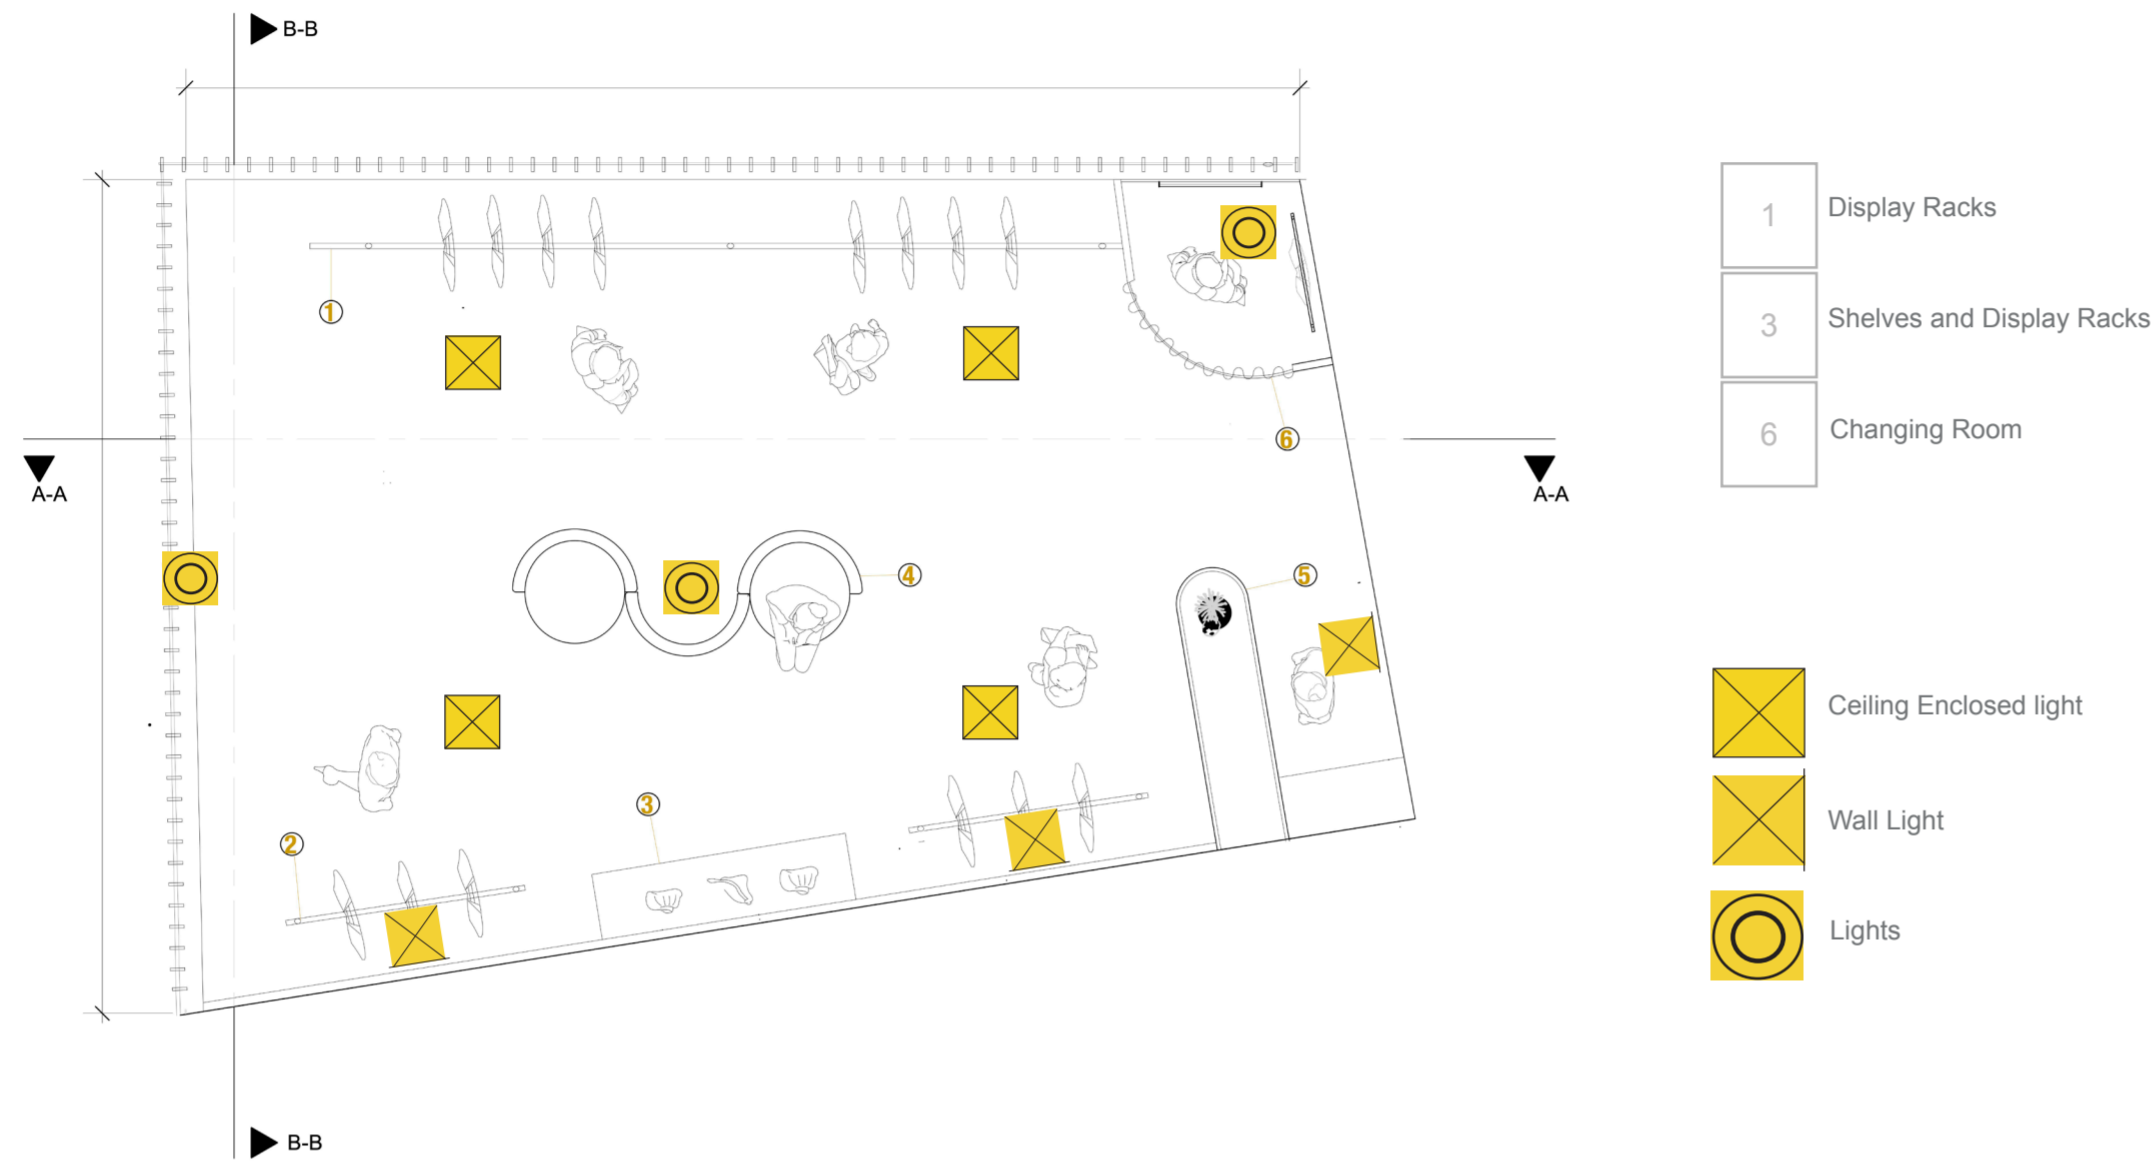 B-B
1
Display Racks
1
3
Shelves and Display Racks
6
Changing Room
6
A-A
A-A
4
5
Ceiling Enclosed light
3
Wall Light
2
Lights
B-B